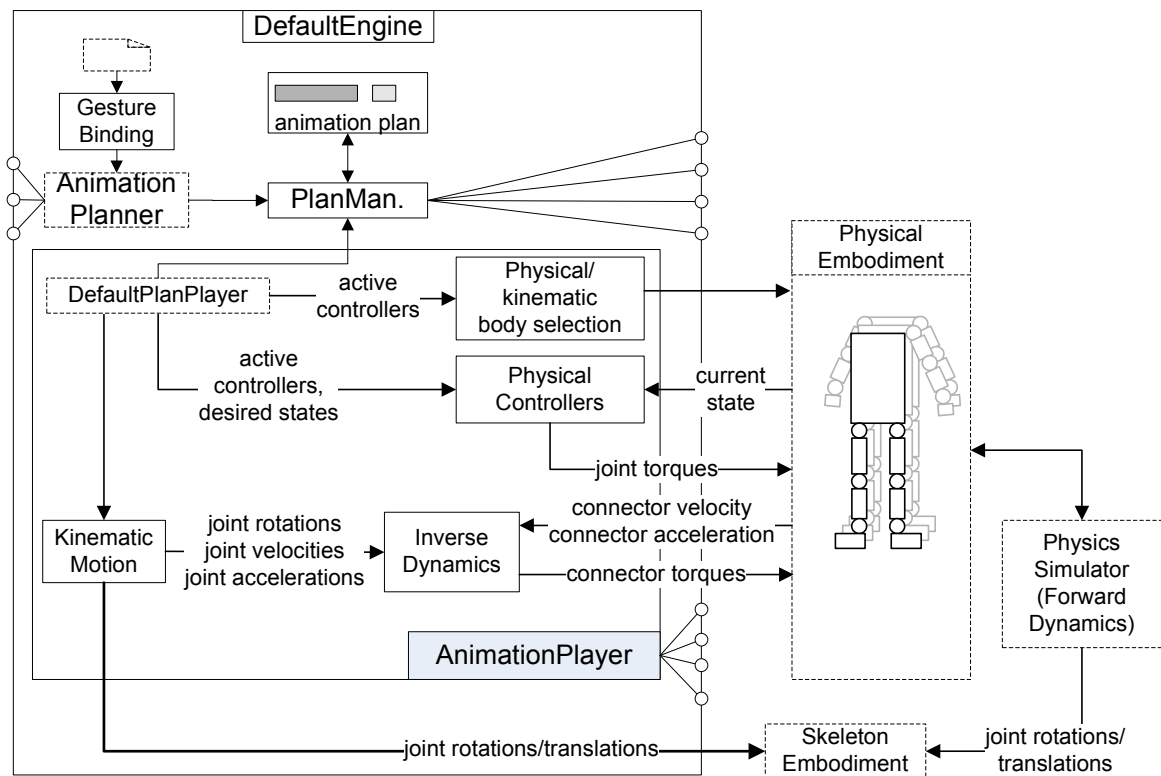 DefaultEngine
Gesture
Binding
animation plan
Animation
Planner
PlanMan.
Physical
Embodiment
DefaultPlanPlayer
active
controllers
Physical/
kinematic
body selection
active
controllers,
desired states
Physical
Controllers
current
state
joint torques
Kinematic
Motion
joint rotations
joint velocities
joint accelerations
Inverse
Dynamics
connector velocity
connector acceleration
connector torques
Physics
Simulator
(Forward
Dynamics)
AnimationPlayer
joint rotations/translations
Skeleton
Embodiment
joint rotations/
translations